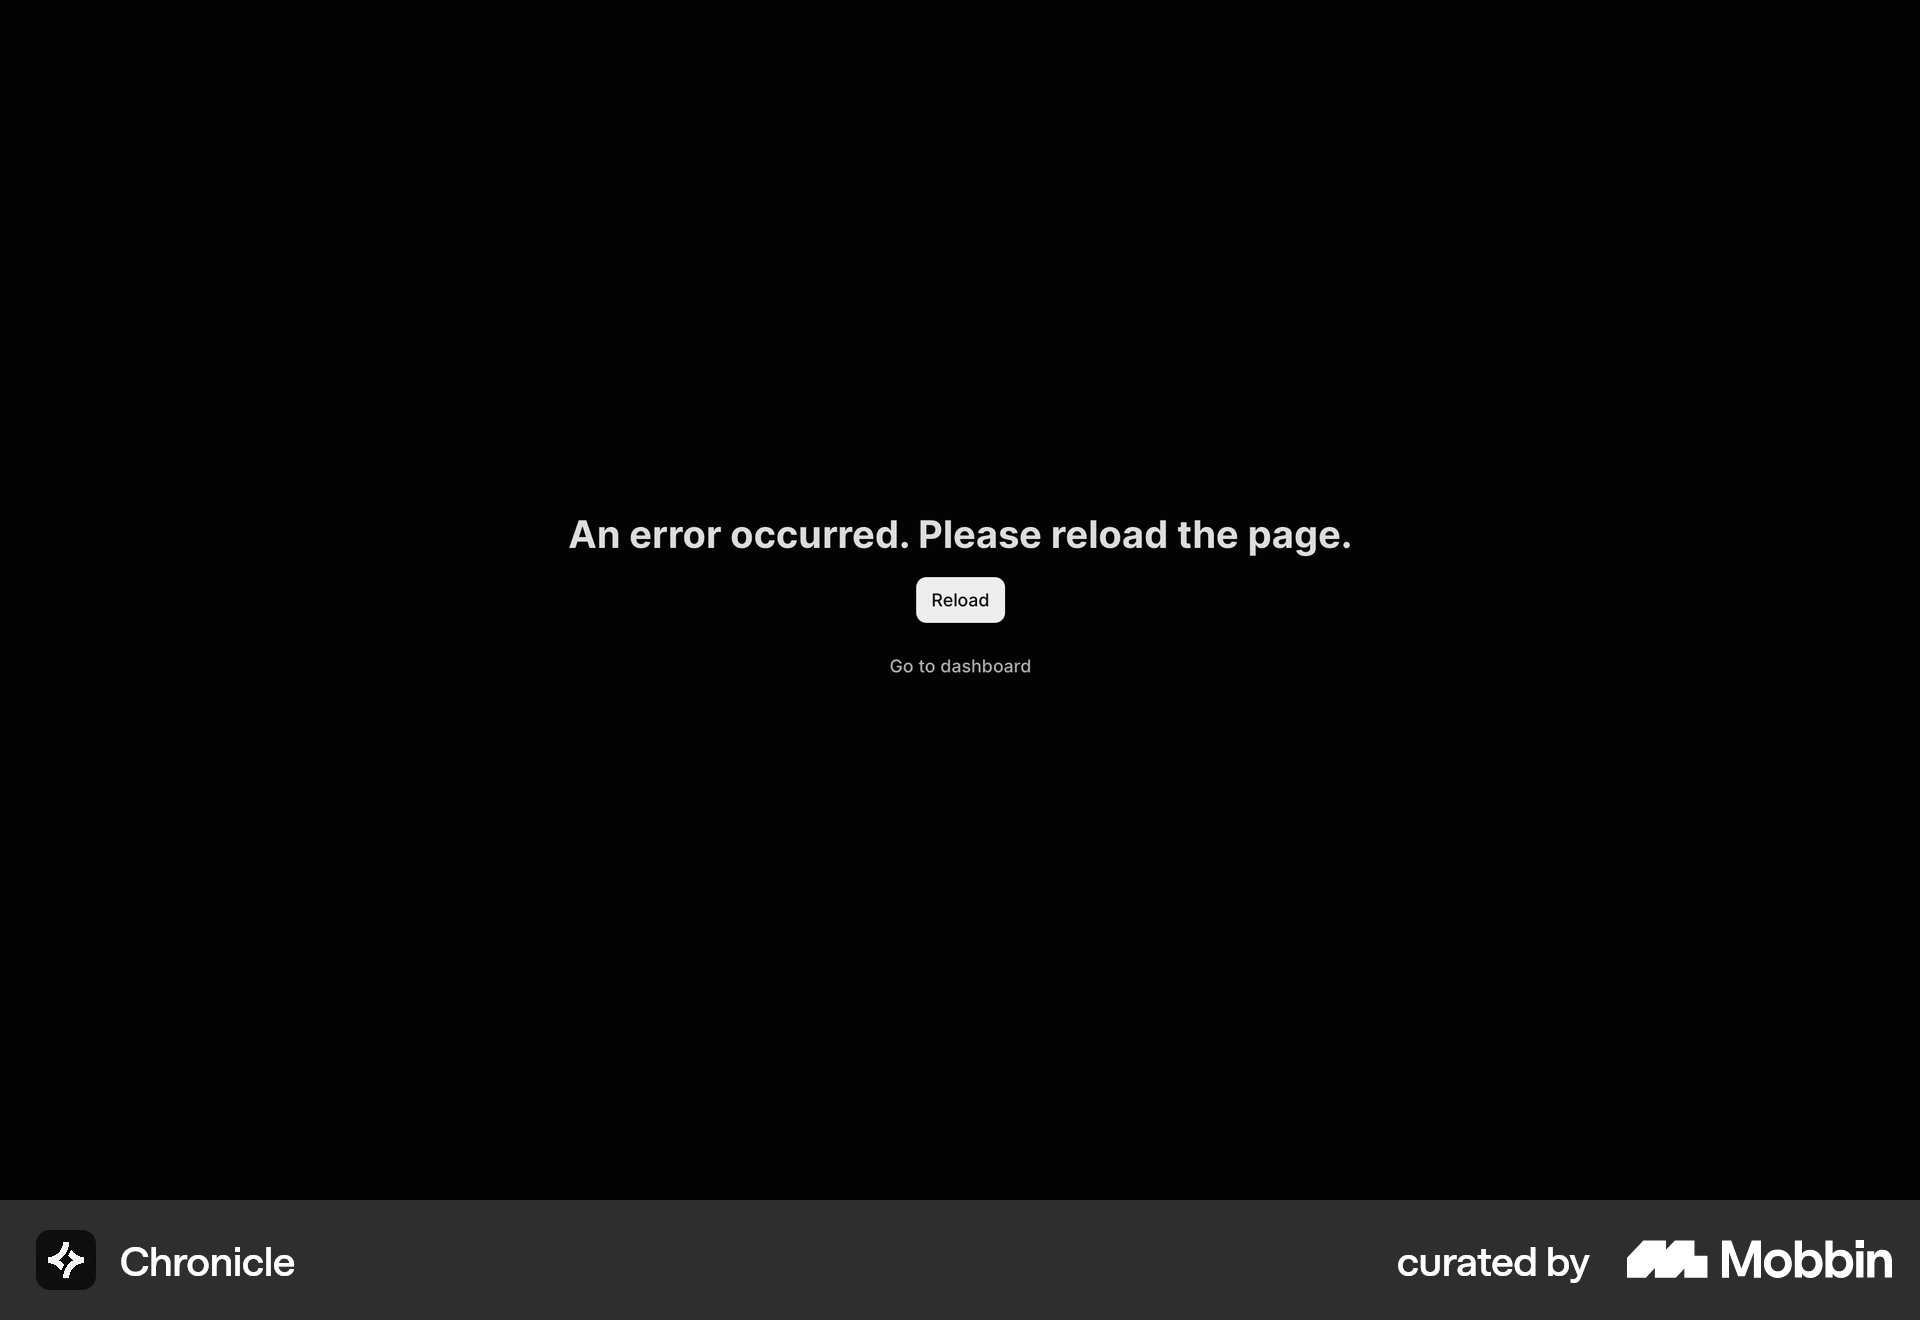 An error occurred. Please reload the page.
Reload
Go to dashboard
Chronicle
curated by Mobbin